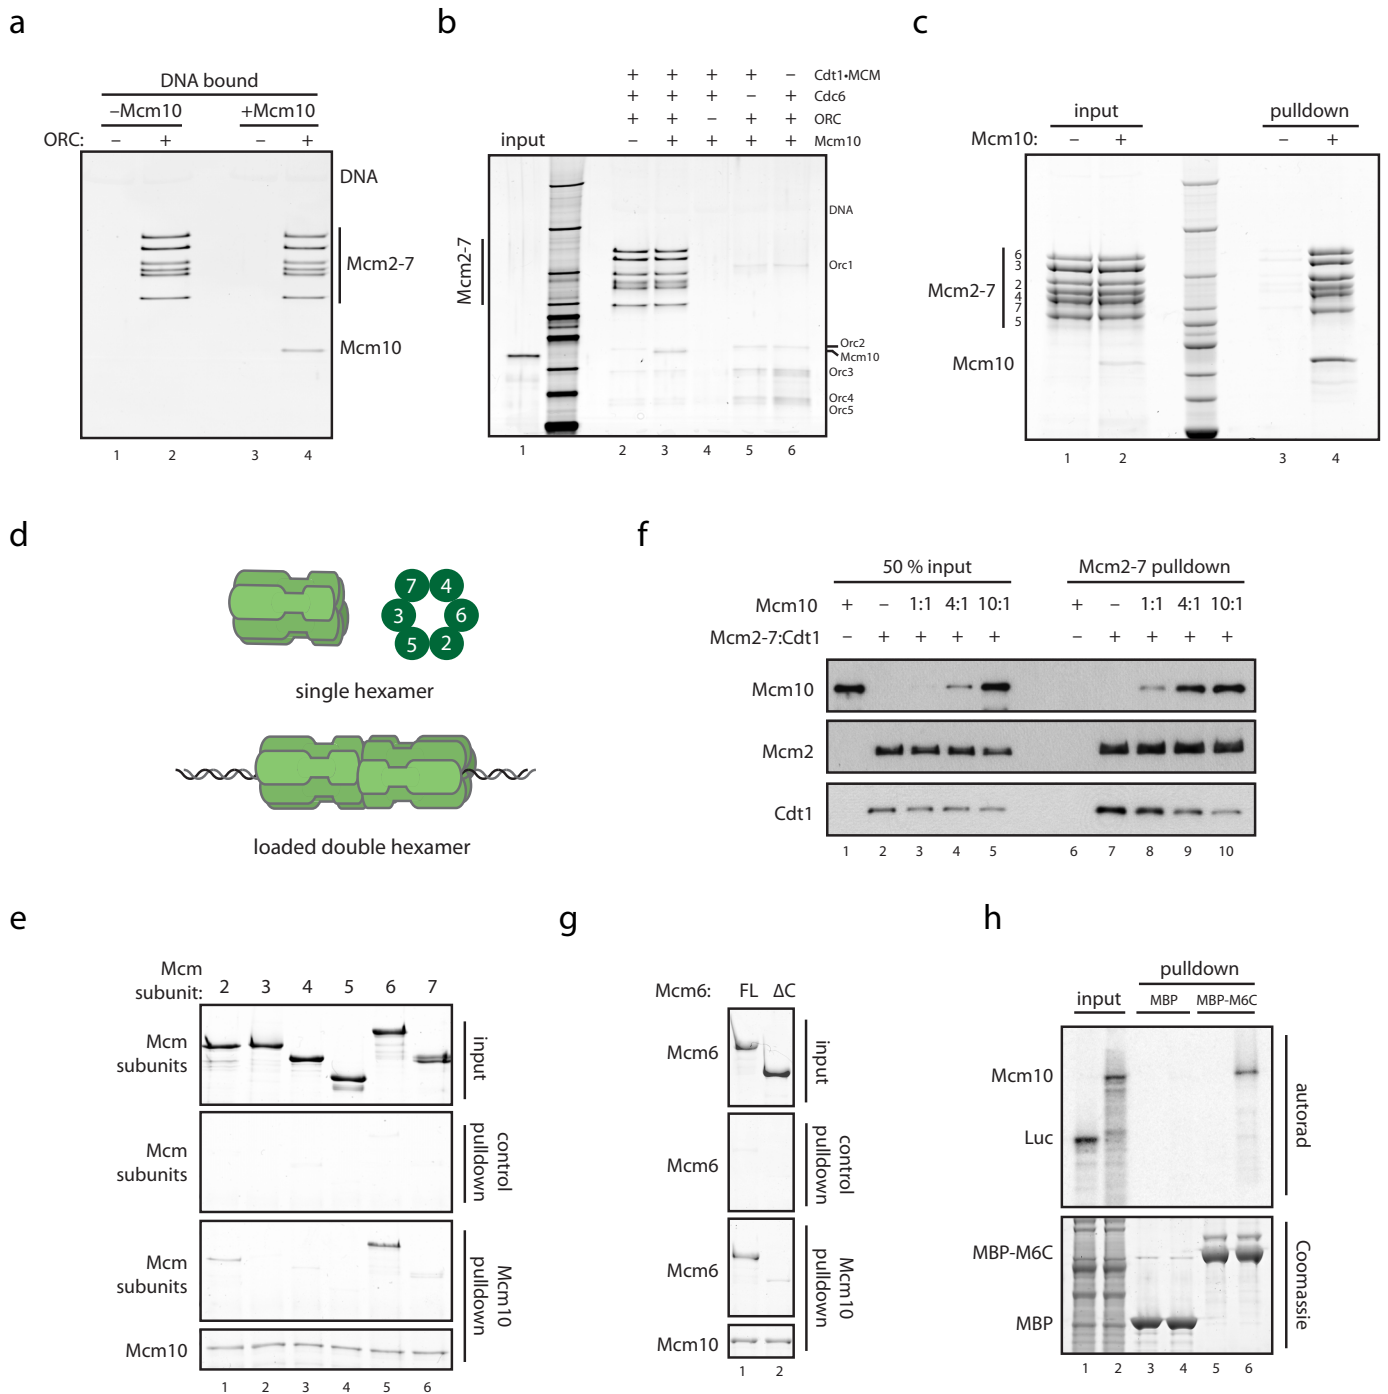 a
DNA bound
–Mcm10 +Mcm10
ORC: – + – +
DNA
Mcm2-7
Mcm10
1 2 3 4
b
+ + + + – Cdt1•MCM
+ + + – + Cdc6
+ + – + + ORC
input – + + + + Mcm10
Mcm2-7
DNA
Orc1
Orc2
Mcm10
Orc3
Orc4
Orc5
1 2 3 4 5 6
c
input pulldown
Mcm10: – + – +
Mcm2-7
6
3
2
4
7
5
Mcm10
1 2 3 4
d
7 4
3 6
5 2
single hexamer
loaded double hexamer
f
50 % input Mcm2-7 pulldown
Mcm10 + – 1:1 4:1 10:1 + – 1:1 4:1 10:1
Mcm2-7:Cdt1 – + + + + – + + + +
Mcm10
Mcm2
Cdt1
1 2 3 4 5 6 7 8 9 10
e
Mcm
subunit: 2 3 4 5 6 7
Mcm
subunits
input
Mcm
subunits
control
pulldown
Mcm
subunits
Mcm10
pulldown
Mcm10
1 2 3 4 5 6
g
Mcm6: FL ΔC
Mcm6
input
Mcm6
control
pulldown
Mcm6
Mcm10
pulldown
Mcm10
1 2
h
pulldown
input MBP MBP-M6C
Mcm10
Luc
autorad
MBP-M6C
MBP
Coomassie
1 2 3 4 5 6